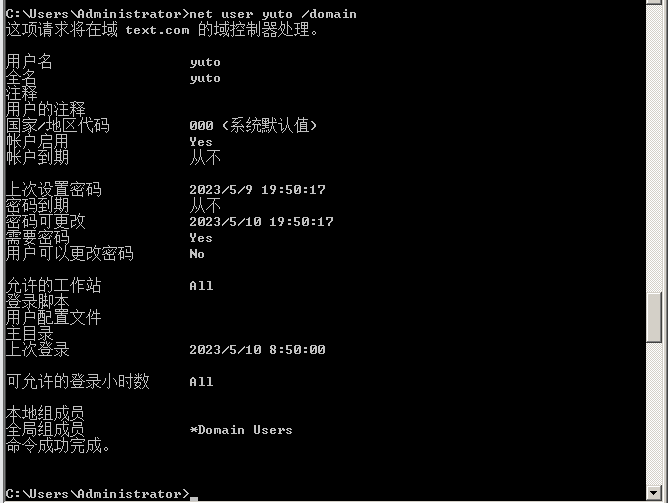 C:\Users\Administrator>net user yuto /domain
这项请求将在域 text.com 的域控制器处理。
用户名 yuto
全名 yuto
注释
用户的注释
国家/地区代码 000 (系统默认值)
帐户启用 Yes
帐户到期 从不
上次设置密码 2023/5/9 19:50:17
密码到期 从不
密码可更改 2023/5/10 19:50:17
需要密码 Yes
用户可以更改密码 No
允许的工作站 All
登录脚本
用户配置文件
主目录
上次登录 2023/5/10 8:50:00
可允许的登录小时数 All
本地组成员
全局组成员 *Domain Users
命令成功完成。
C:\Users\Administrator>